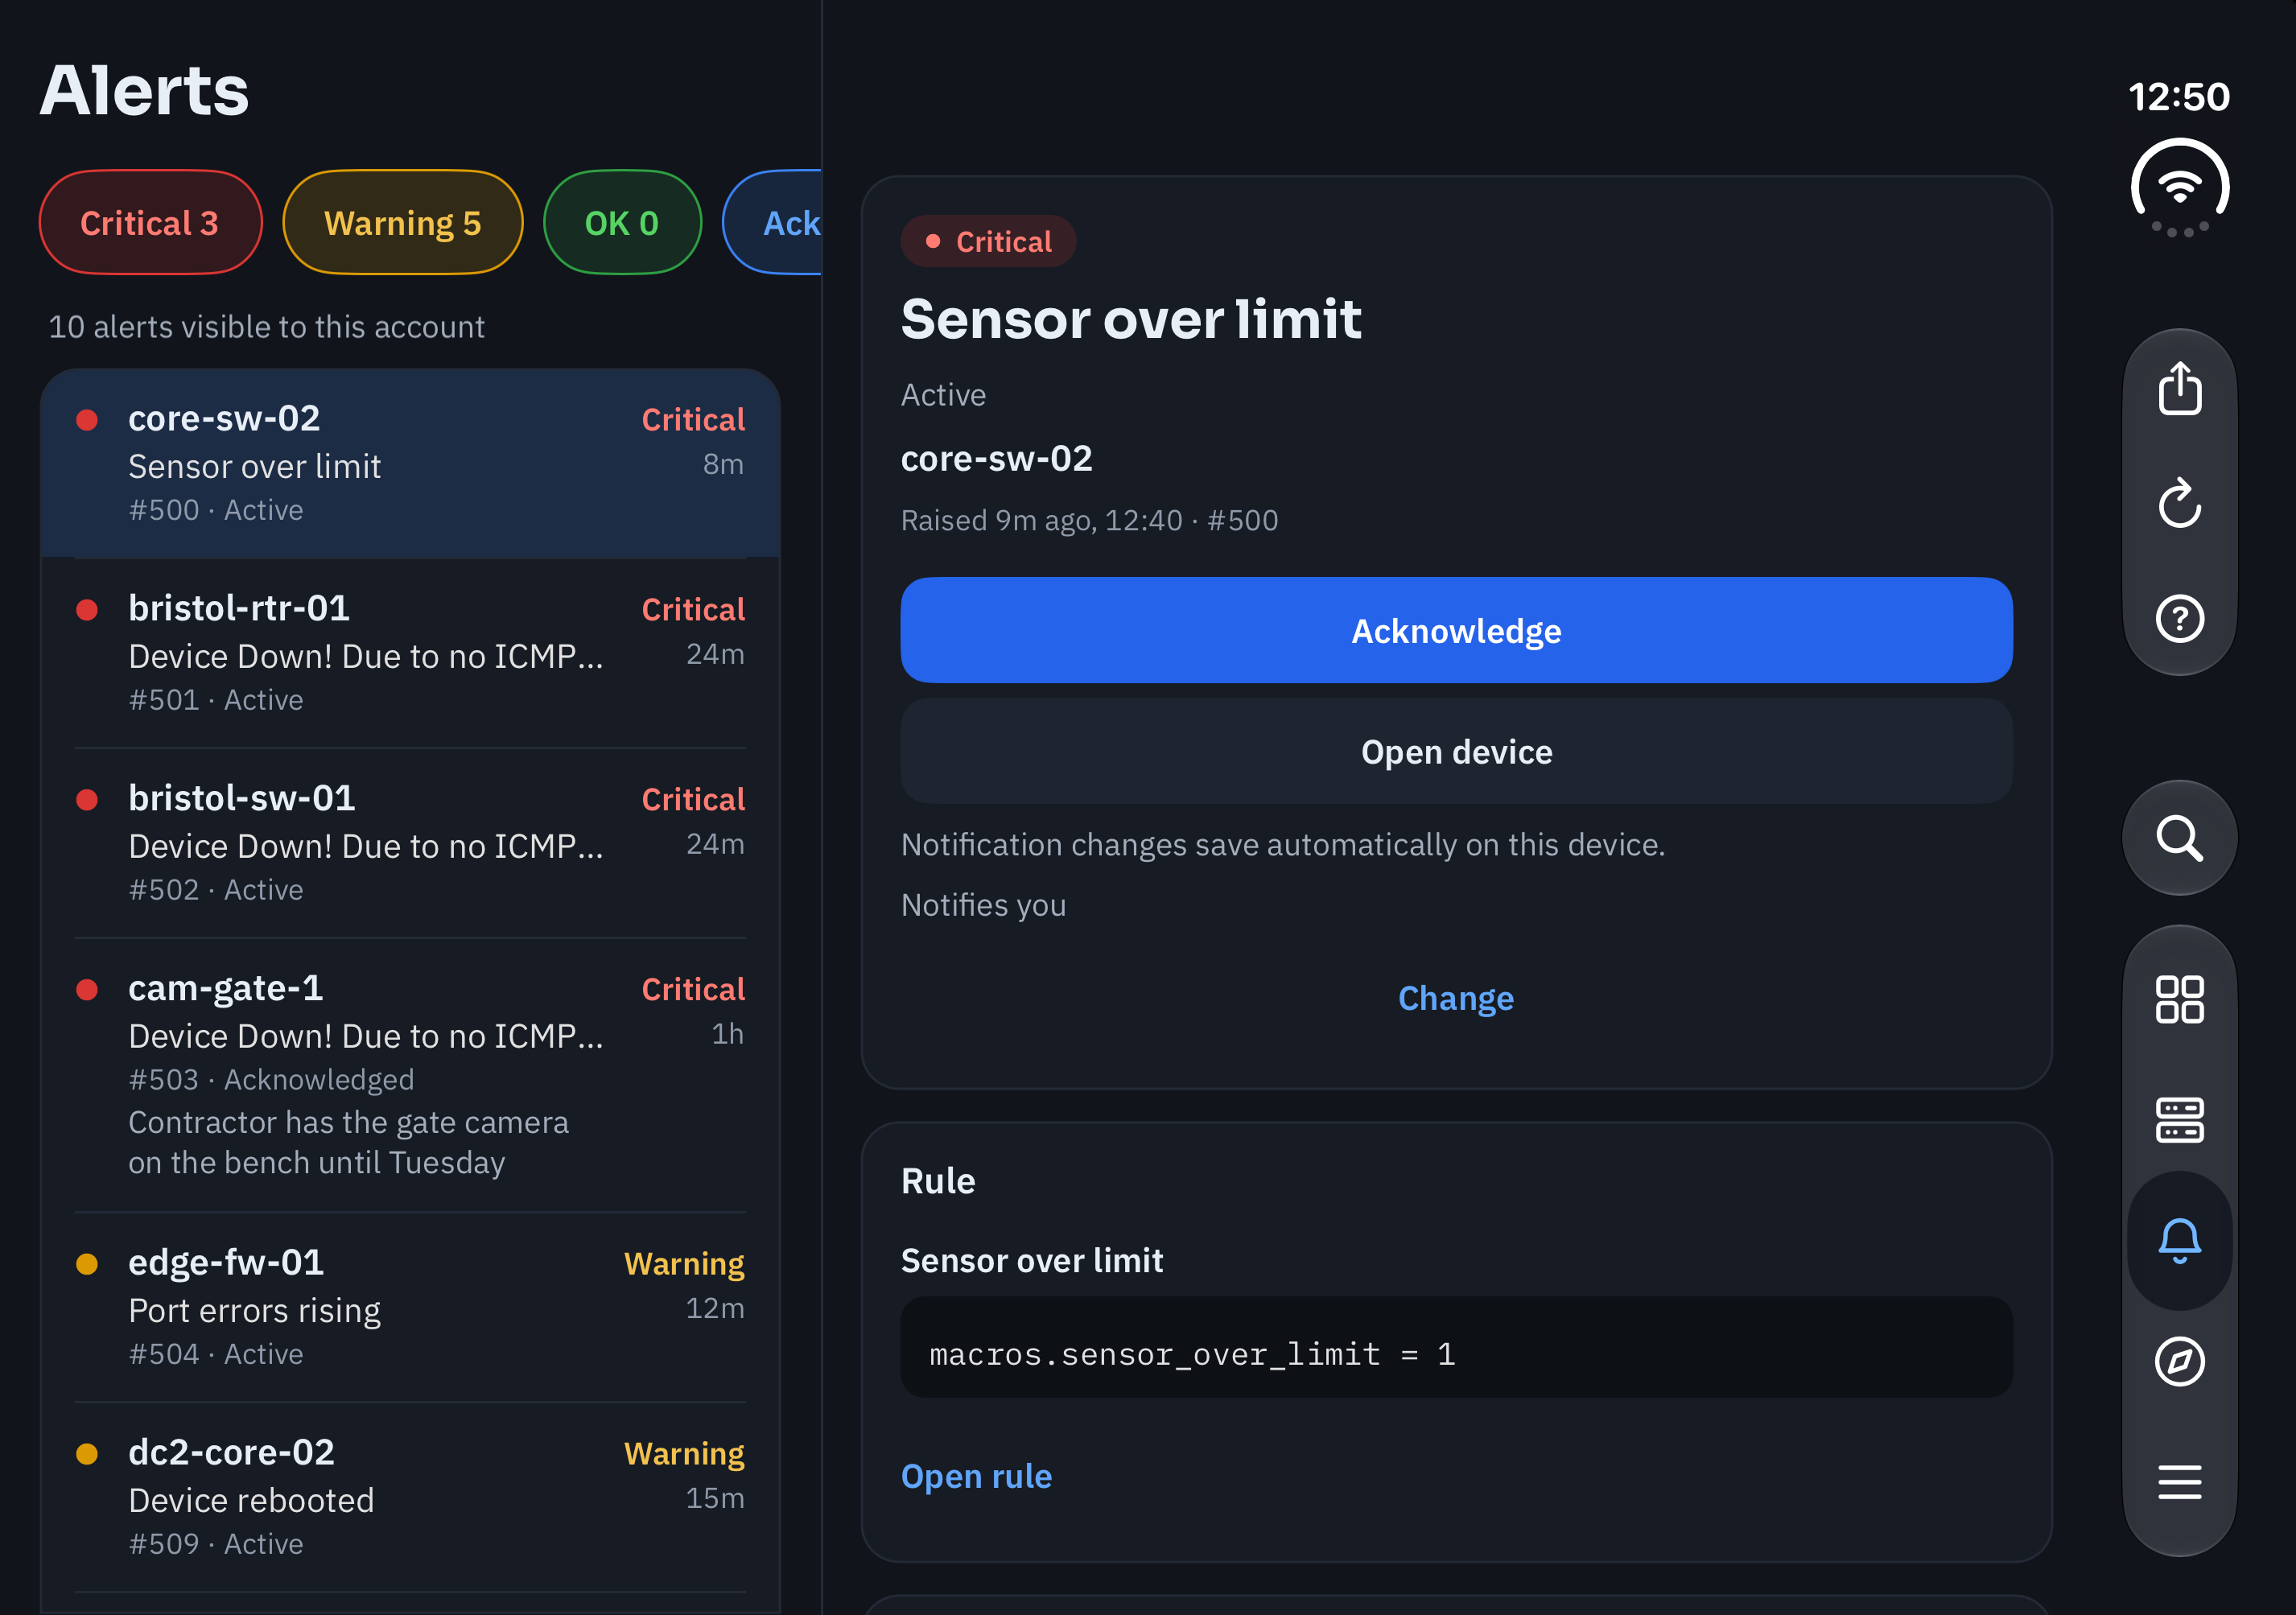 Alerts
Critical 3
Warning 5
OK 0
Ack
10 alerts visible to this account
core-sw-02
Critical
Sensor over limit
8m
#500 · Active
bristol-rtr-01
Critical
Device Down! Due to no ICMP...
24m
#501 · Active
bristol-sw-01
Critical
Device Down! Due to no ICMP...
24m
#502 · Active
cam-gate-1
Critical
Device Down! Due to no ICMP...
1h
#503 · Acknowledged
Contractor has the gate camera
on the bench until Tuesday
edge-fw-01
Warning
Port errors rising
12m
#504 · Active
dc2-core-02
Warning
Device rebooted
15m
#509 · Active
Critical
Sensor over limit
Active
core-sw-02
Raised 9m ago, 12:40 · #500
Acknowledge
Open device
Notification changes save automatically on this device.
Notifies you
Change
Rule
Sensor over limit
macros.sensor_over_limit = 1
Open rule
12:50